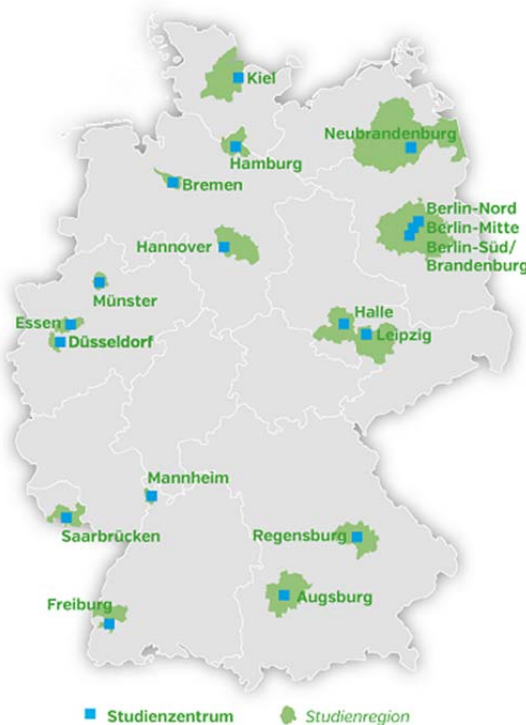 Kiel
Neubrandenburg
Hamburg
Bremen
Berlin-Nord
Berlin-Mitte
Berlin-Süd/
Brandenburg
Hannover
Münster
Halle
Essen
Leipzig
Düsseldorf
Mannheim
Saarbrücken
Regensburg
Augsburg
Freiburg
Studienzentrum
Studienregion